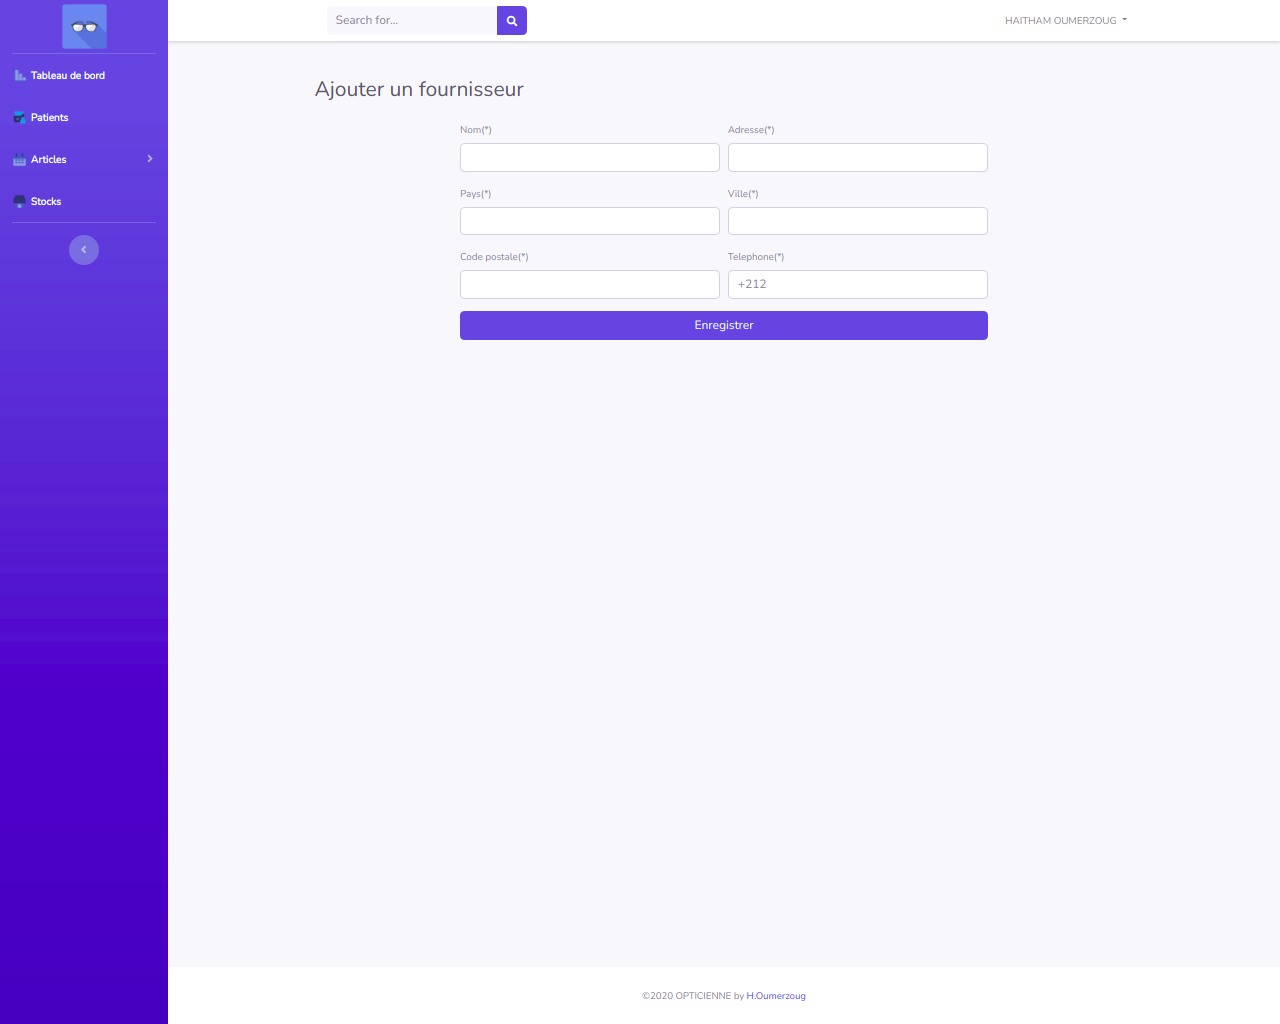 Search for...
HAITHAM OUMERZOUG
Tableau de bord
Patients
Articles
Stocks
Ajouter un fournisseur
Nom(*)
Adresse(*)
Pays(*)
Ville(*)
Code postale(*)
Telephone(*)
+212
Enregistrer
©2020 OPTICIENNE by H.Oumerzoug